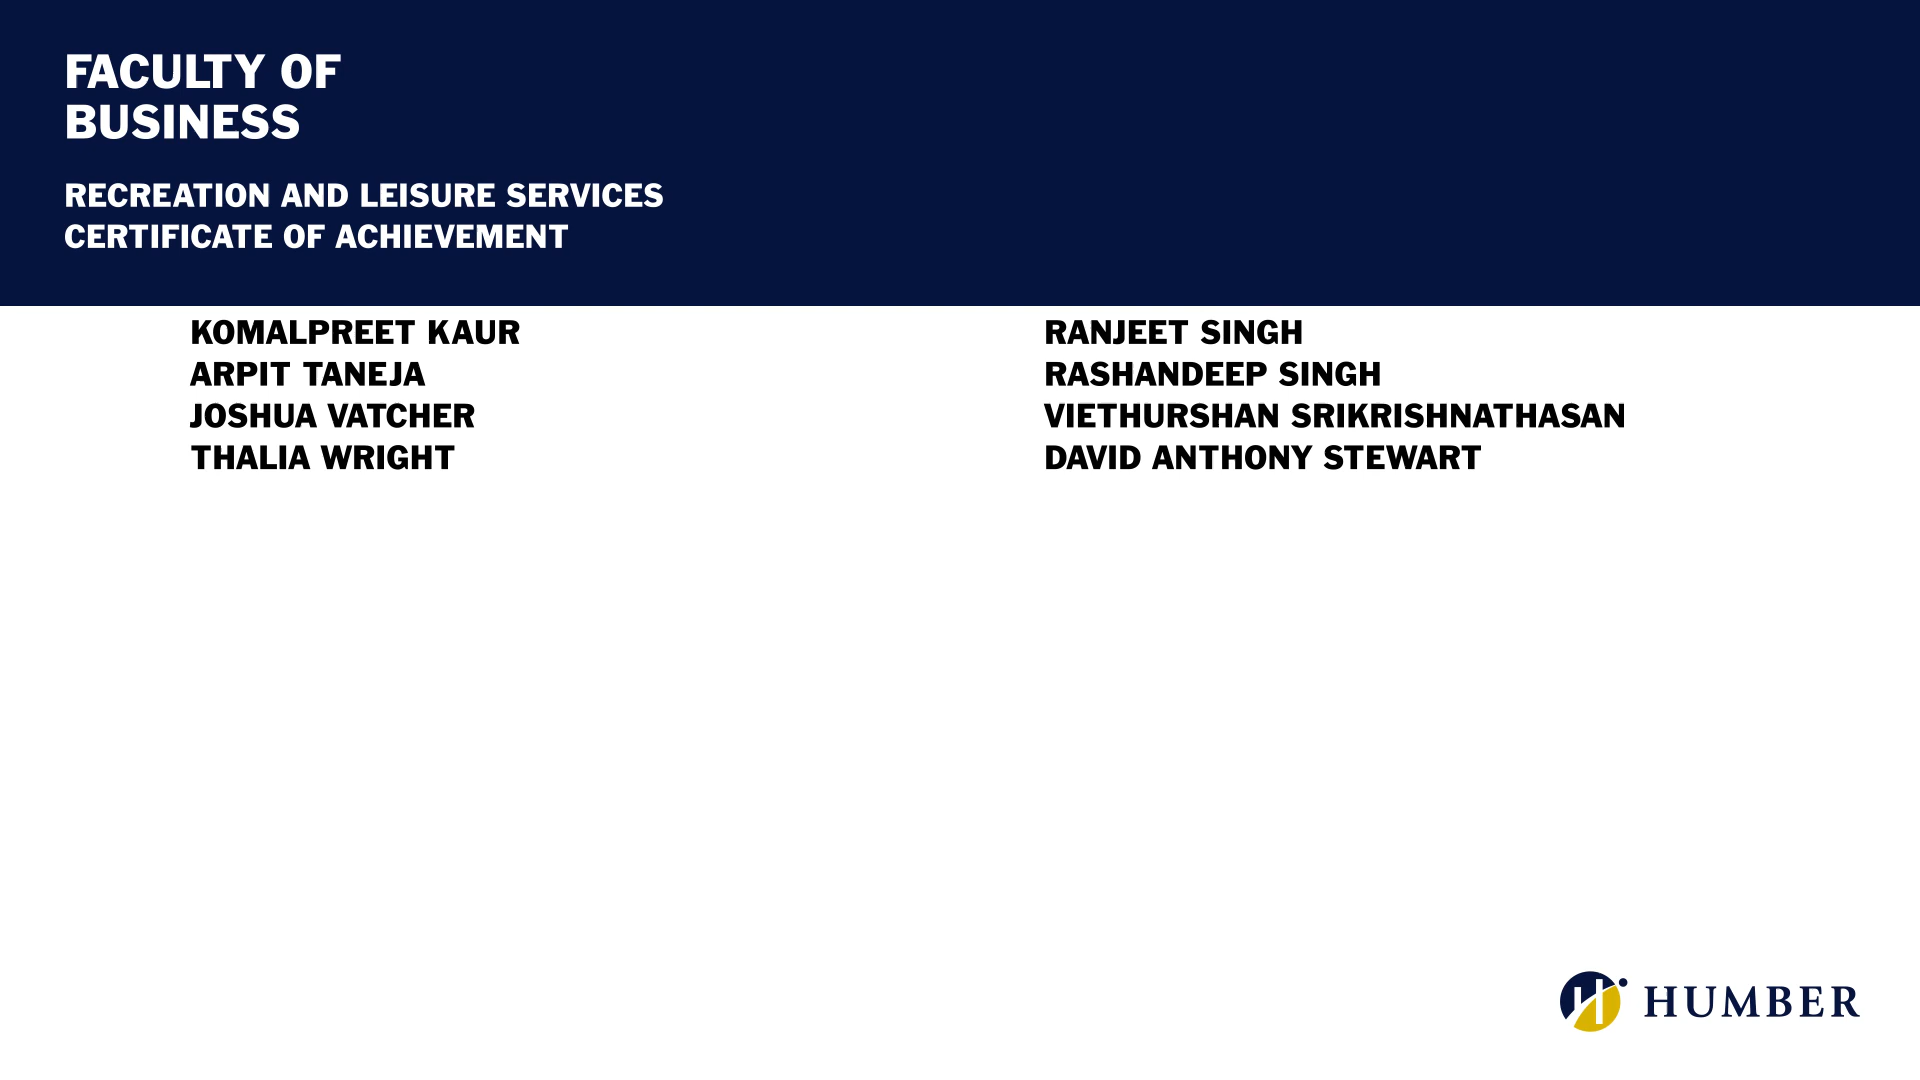 FACULTY OF
BUSINESS
RECREATION AND LEISURE SERVICES
CERTIFICATE OF ACHIEVEMENT
KOMALPREET KAUR
ARPIT TANEJA
JOSHUA VATCHER
THALIA WRIGHT
RANJEET SINGH
RASHANDEEP SINGH
VIETHURSHAN SRIKRISHNATHASAN
DAVID ANTHONY STEWART
HUMBER